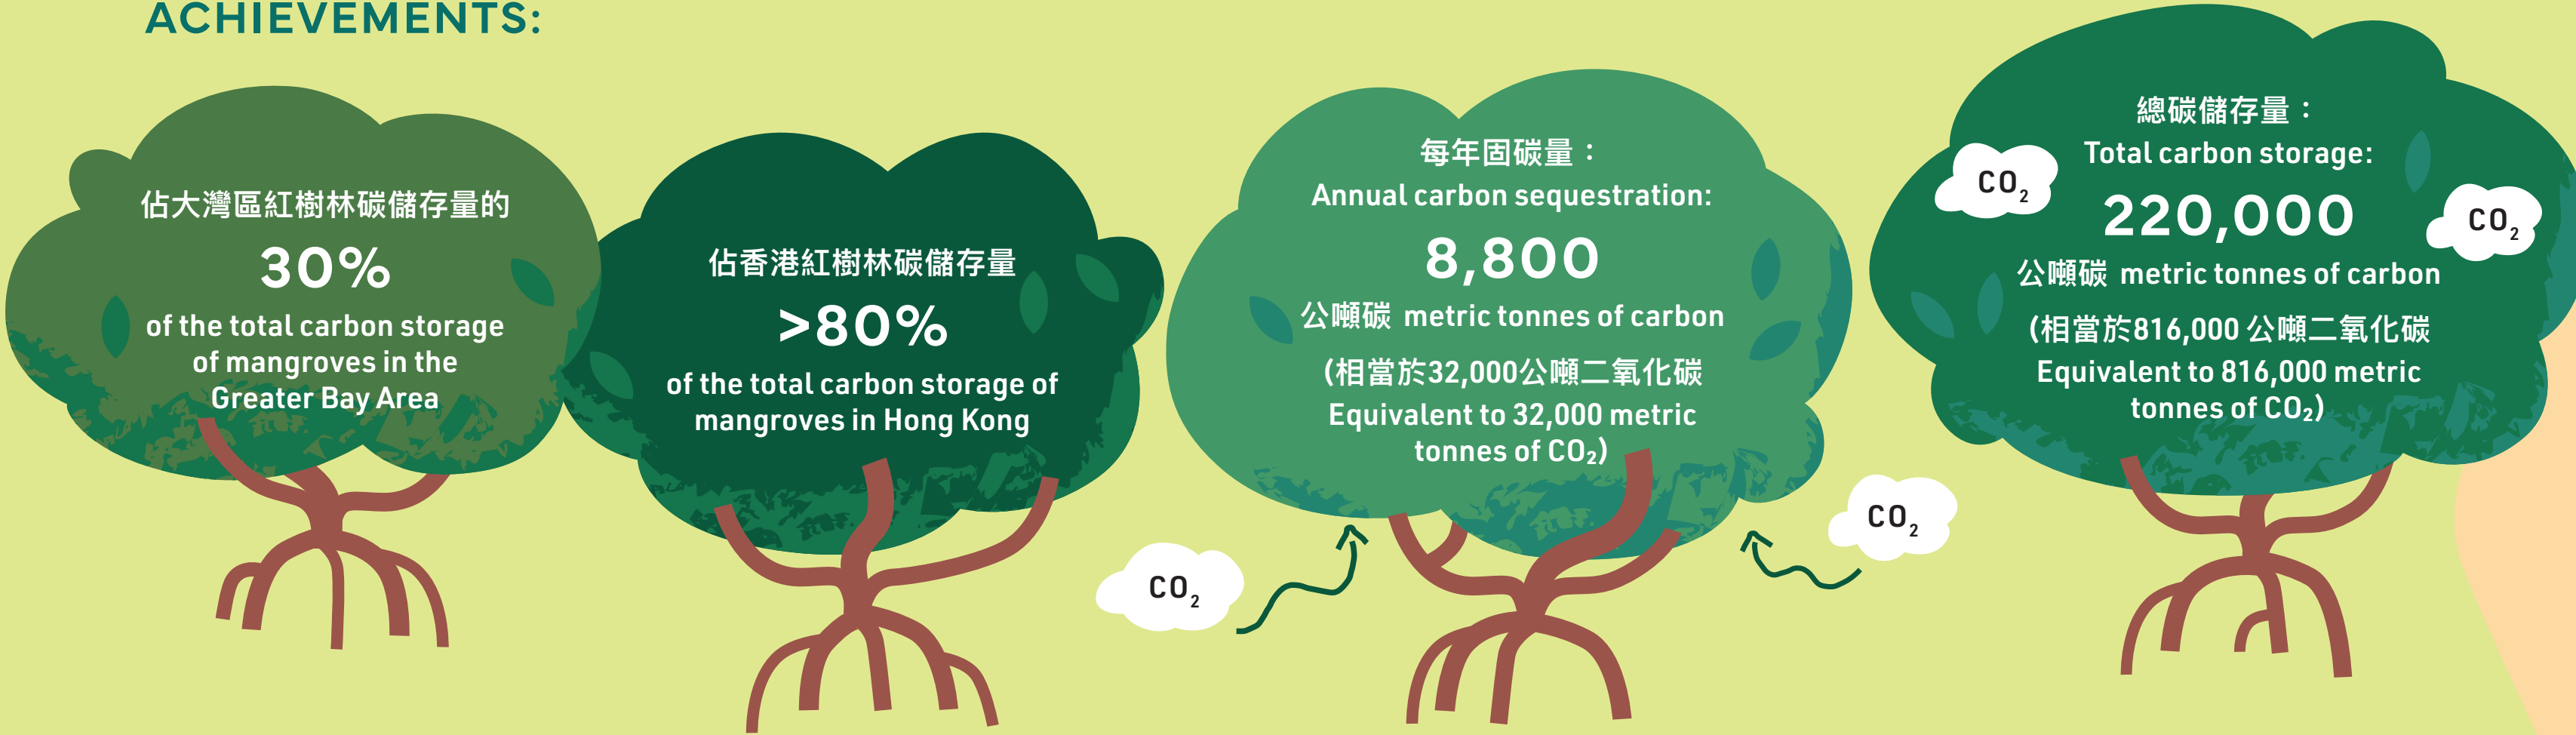 ACHIEVEMENTS:
佔大灣區紅樹林碳儲存量的
30%
of the total carbon storage
of mangroves in the
Greater Bay Area
佔香港紅樹林碳儲存量
>80%
of the total carbon storage of
mangroves in Hong Kong
每年固碳量：
Annual carbon sequestration:
8,800
公噸碳 metric tonnes of carbon
(相當於32,000公噸二氧化碳
Equivalent to 32,000 metric
tonnes of CO₂)
CO₂
CO₂
總碳儲存量：
Total carbon storage:
220,000
公噸碳 metric tonnes of carbon
(相當於816,000 公噸二氧化碳
Equivalent to 816,000 metric
tonnes of CO₂)
CO₂
CO₂